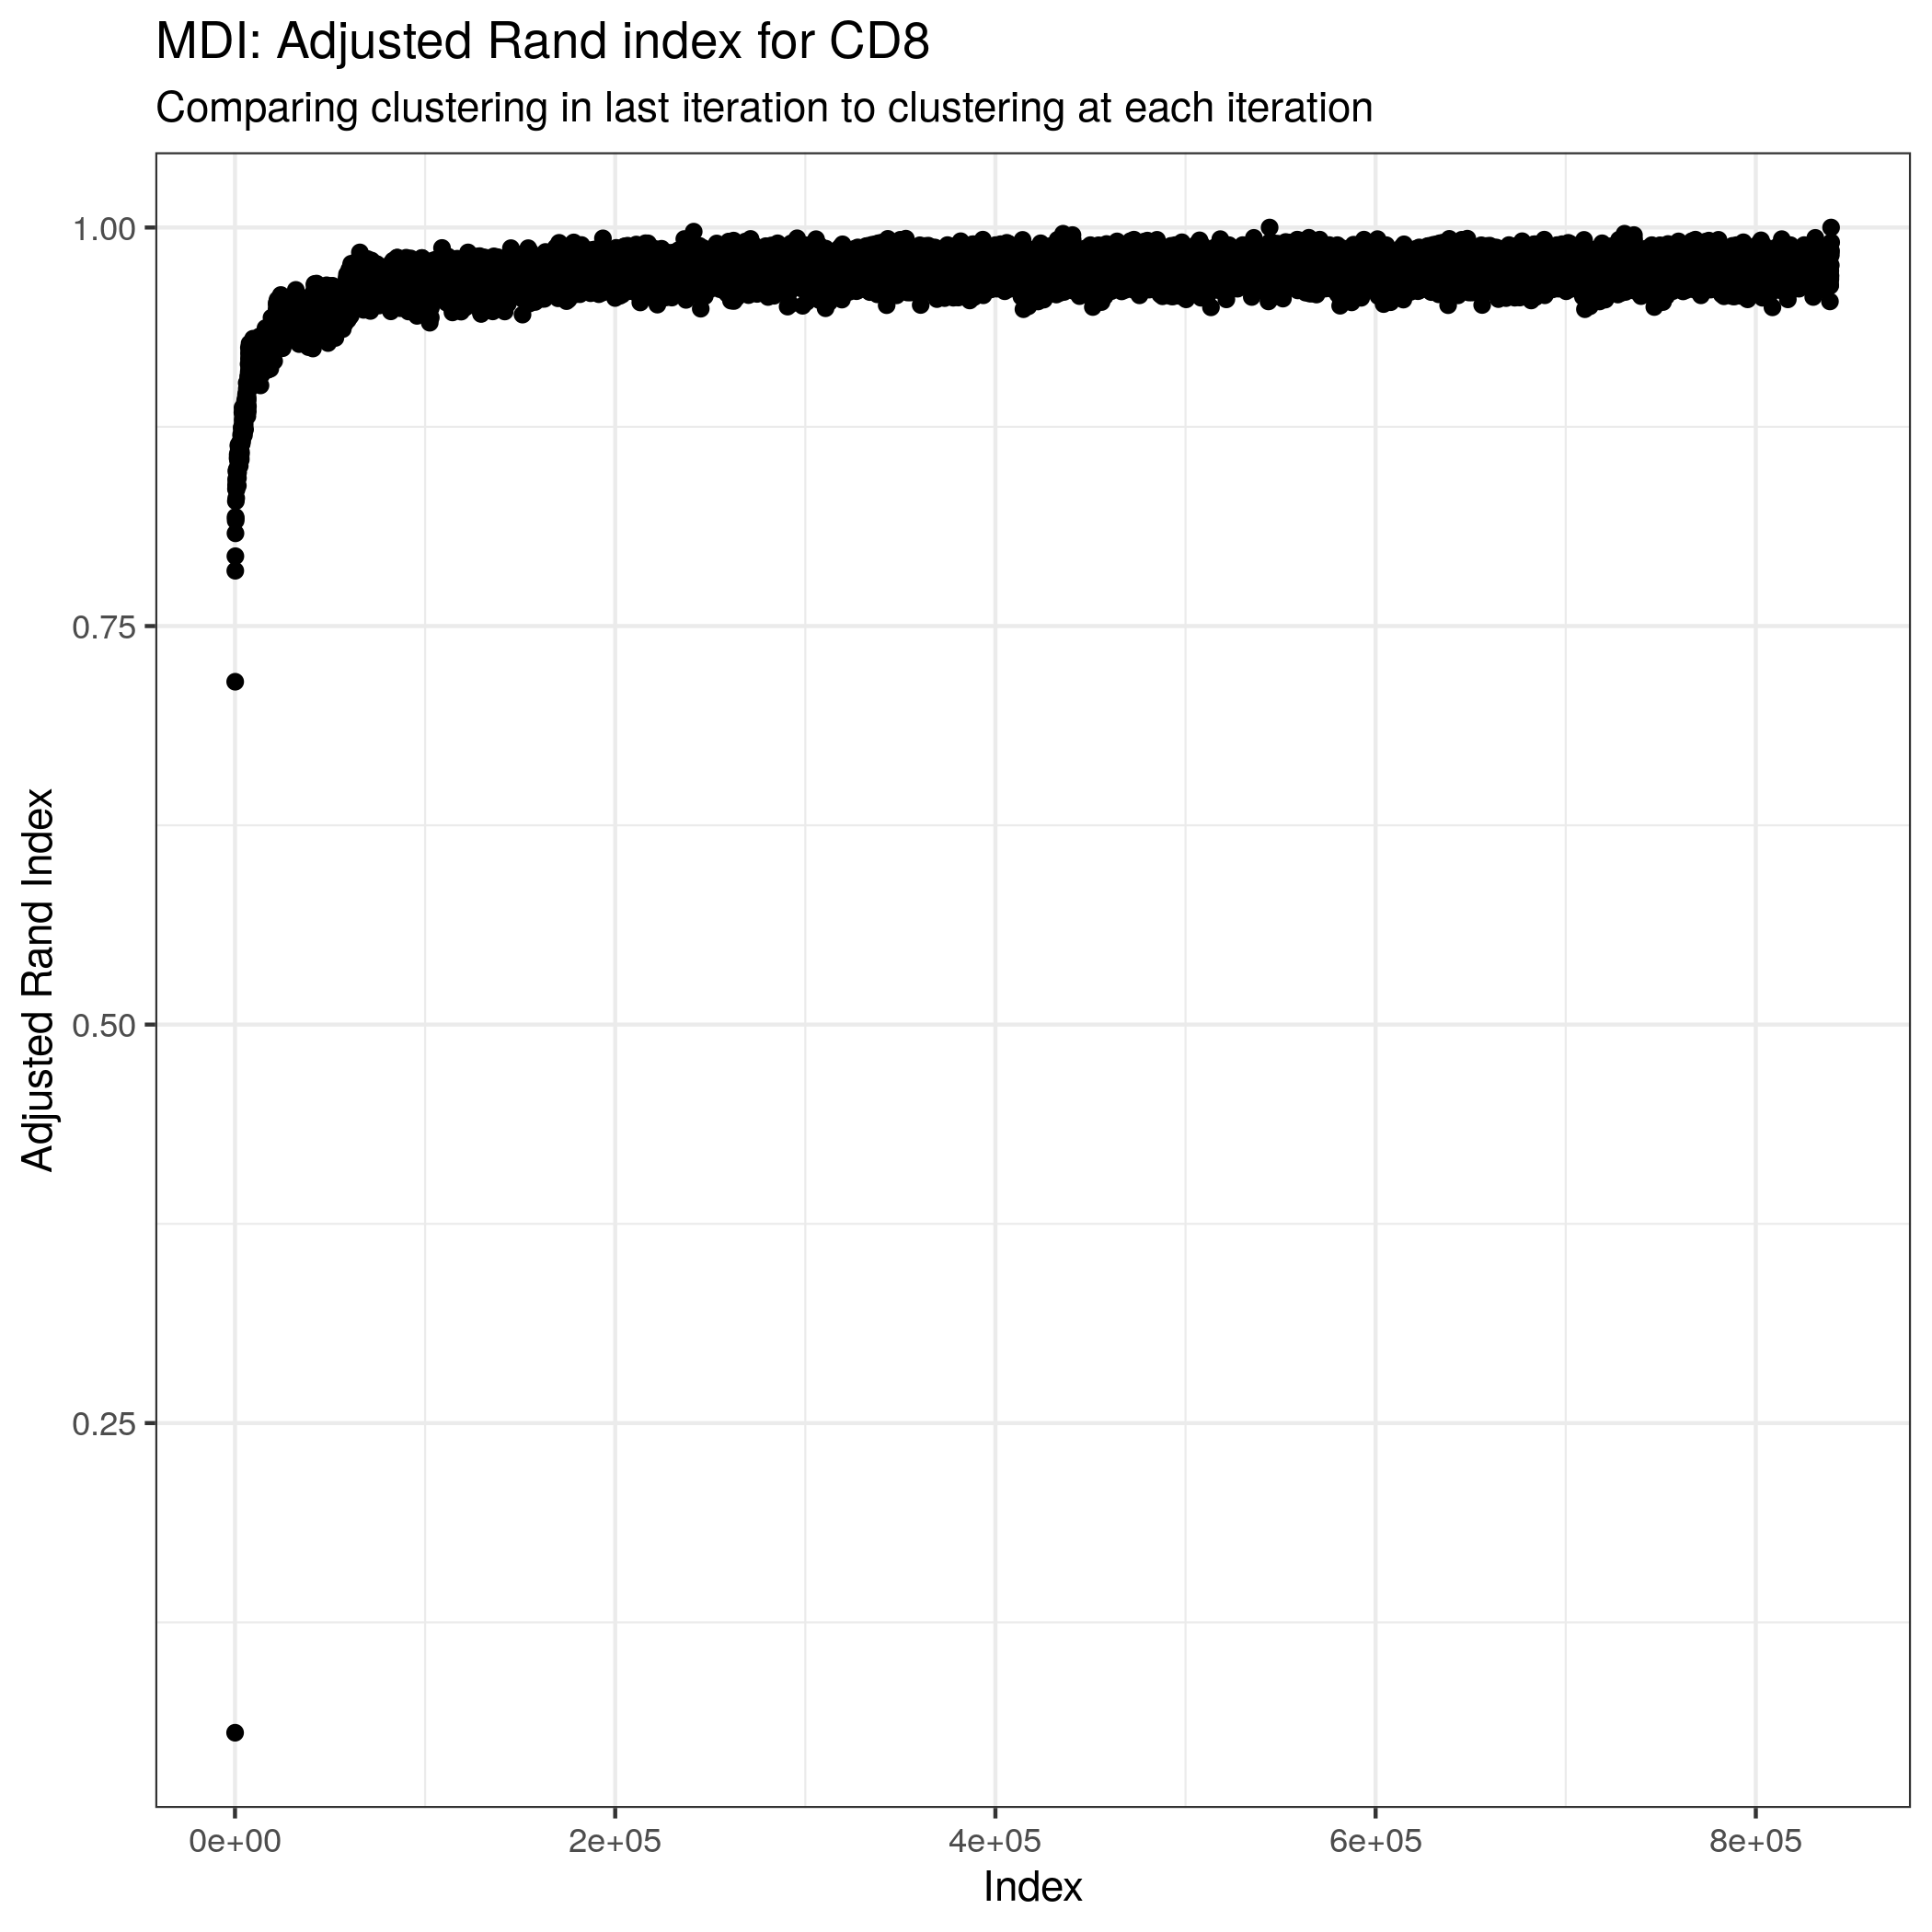 MDI: Adjusted Rand index for CD8
Comparing clustering in last iteration to clustering at each iteration
1.00
0.75
0.50
0.25
Adjusted Rand Index
0e+00 2e+05 4e+05 6e+05 8e+05
Index